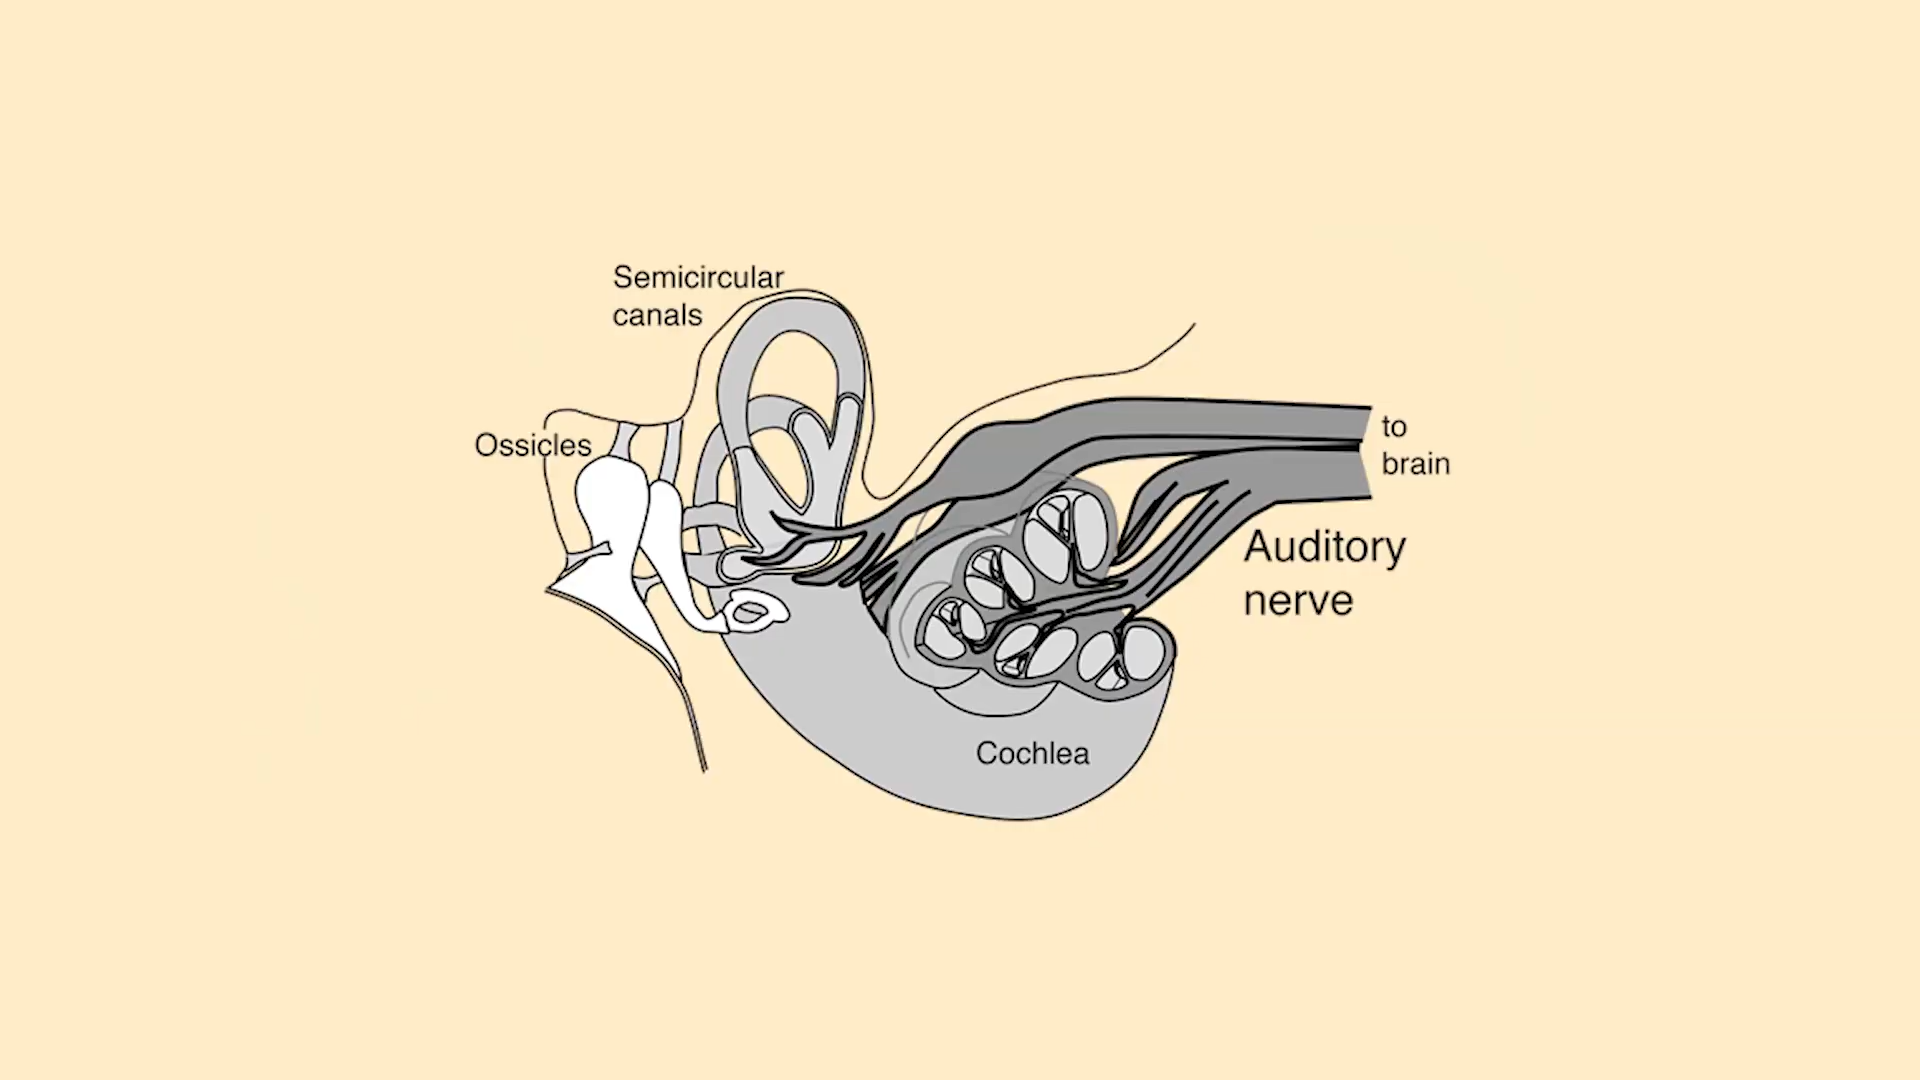 Semicircular
canals
Ossicles
to
brain
Auditory
nerve
Cochlea